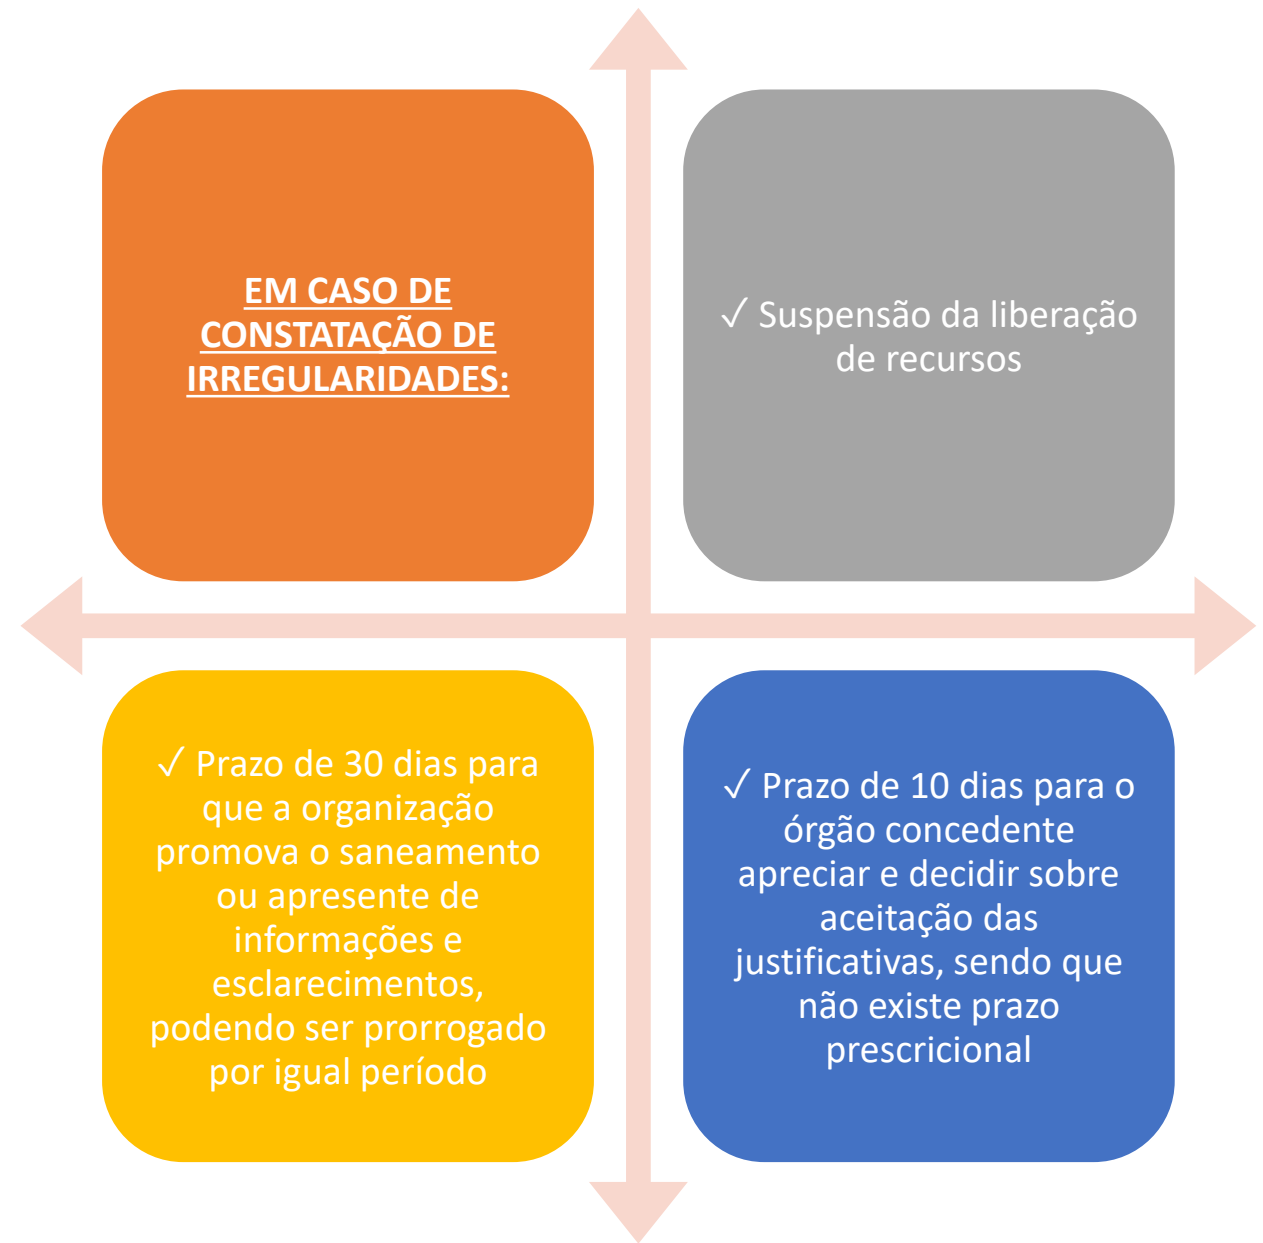 EM CASO DE
CONSTATAÇÃO DE
IRREGULARIDADES:
✓ Suspensão da liberação
de recursos
✓ Prazo de 30 dias para
que a organização
promova o saneamento
ou apresente de
informações e
esclarecimentos,
podendo ser prorrogado
por igual período
✓ Prazo de 10 dias para o
órgão concedente
apreciar e decidir sobre
aceitação das
justificativas, sendo que
não existe prazo
prescricional